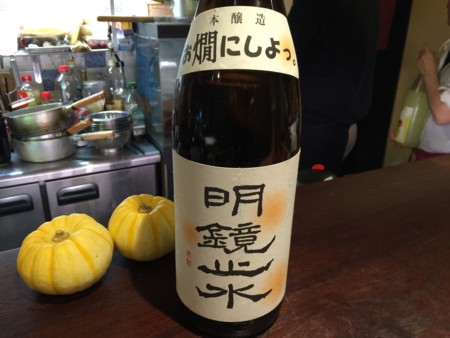 本醸造
お燗にしよっ。
明鏡止水